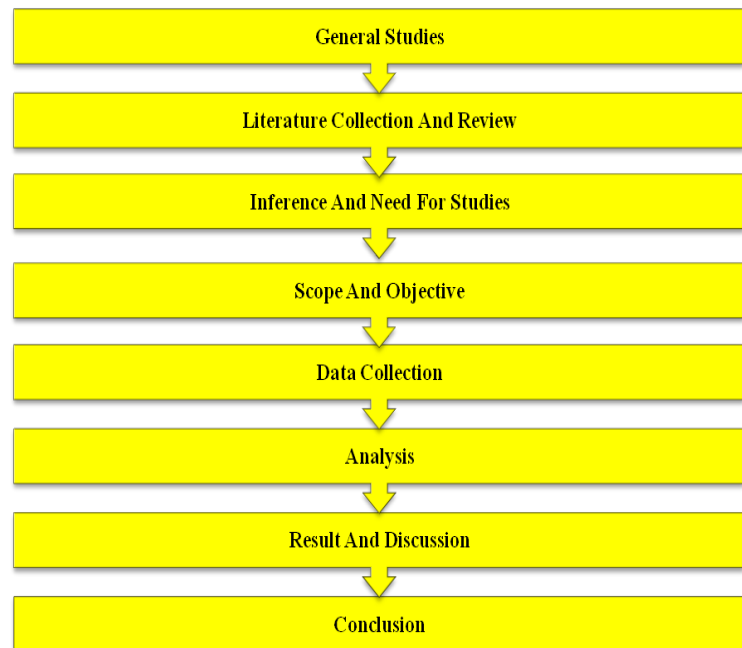 General Studies
Literature Collection And Review
Inference And Need For Studies
Scope And Objective
Data Collection
Analysis
Result And Discussion
Conclusion